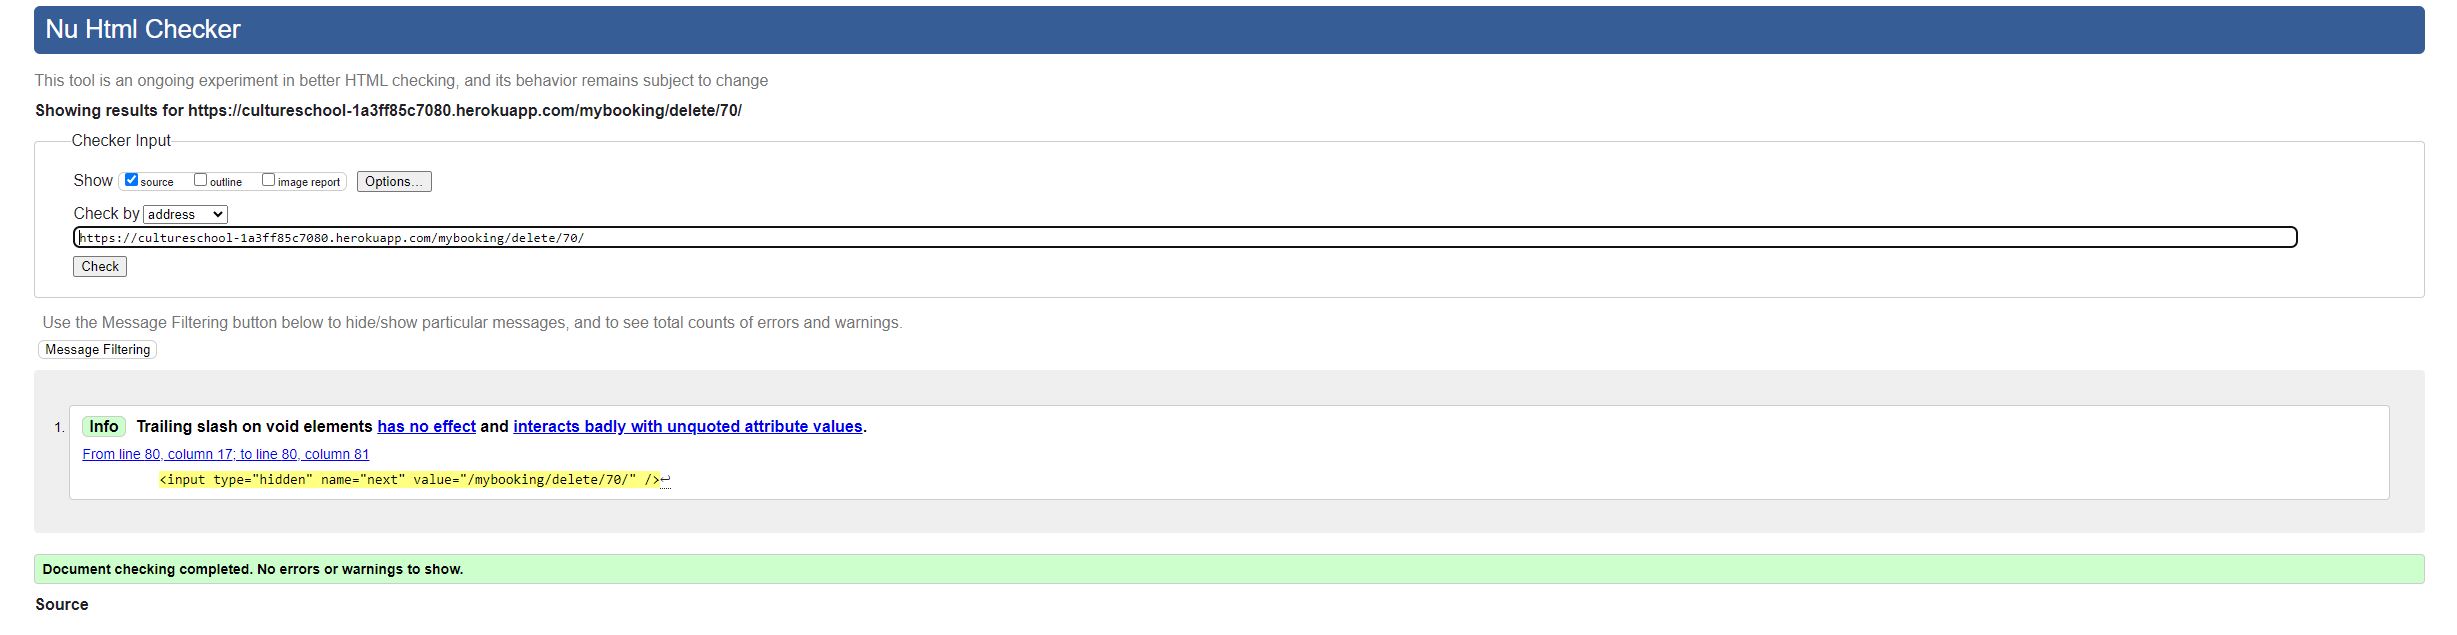 Nu Html Checker
This tool is an ongoing experiment in better HTML checking, and its behavior remains subject to change
Showing results for https://cultureschool-1a3ff85c7080.herokuapp.com/mybooking/delete/70/
Checker Input
Show source outline image report Options...
Check by address
https://cultureschool-1a3ff85c7080.herokuapp.com/mybooking/delete/70/
Check
Use the Message Filtering button below to hide/show particular messages, and to see total counts of errors and warnings.
Message Filtering
1. Info Trailing slash on void elements has no effect and interacts badly with unquoted attribute values.
From line 80, column 17; to line 80, column 81
<input type="hidden" name="next" value="/mybooking/delete/70/" />↩
Document checking completed. No errors or warnings to show.
Source